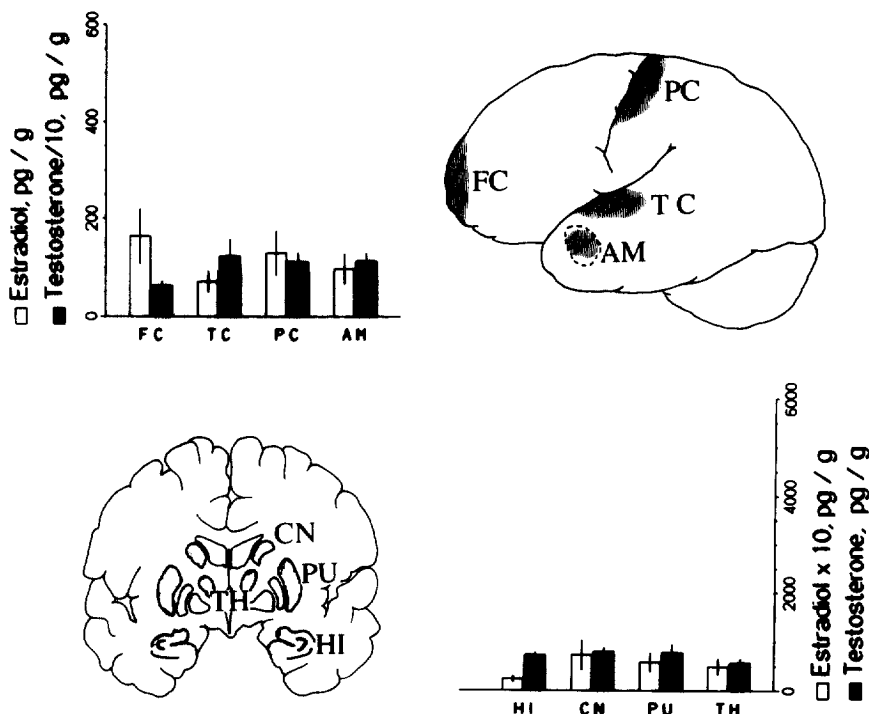 □ Estradiol, pg / g
■ Testosterone/10, pg / g
600
400
200
0
FC TC PC AM
PC
FC
TC
AM
CN
PU
TH
HI
6000
4000
2000
0
□ Estradiol x 10, pg / g
■ Testosterone, pg / g
HI CN PU TH